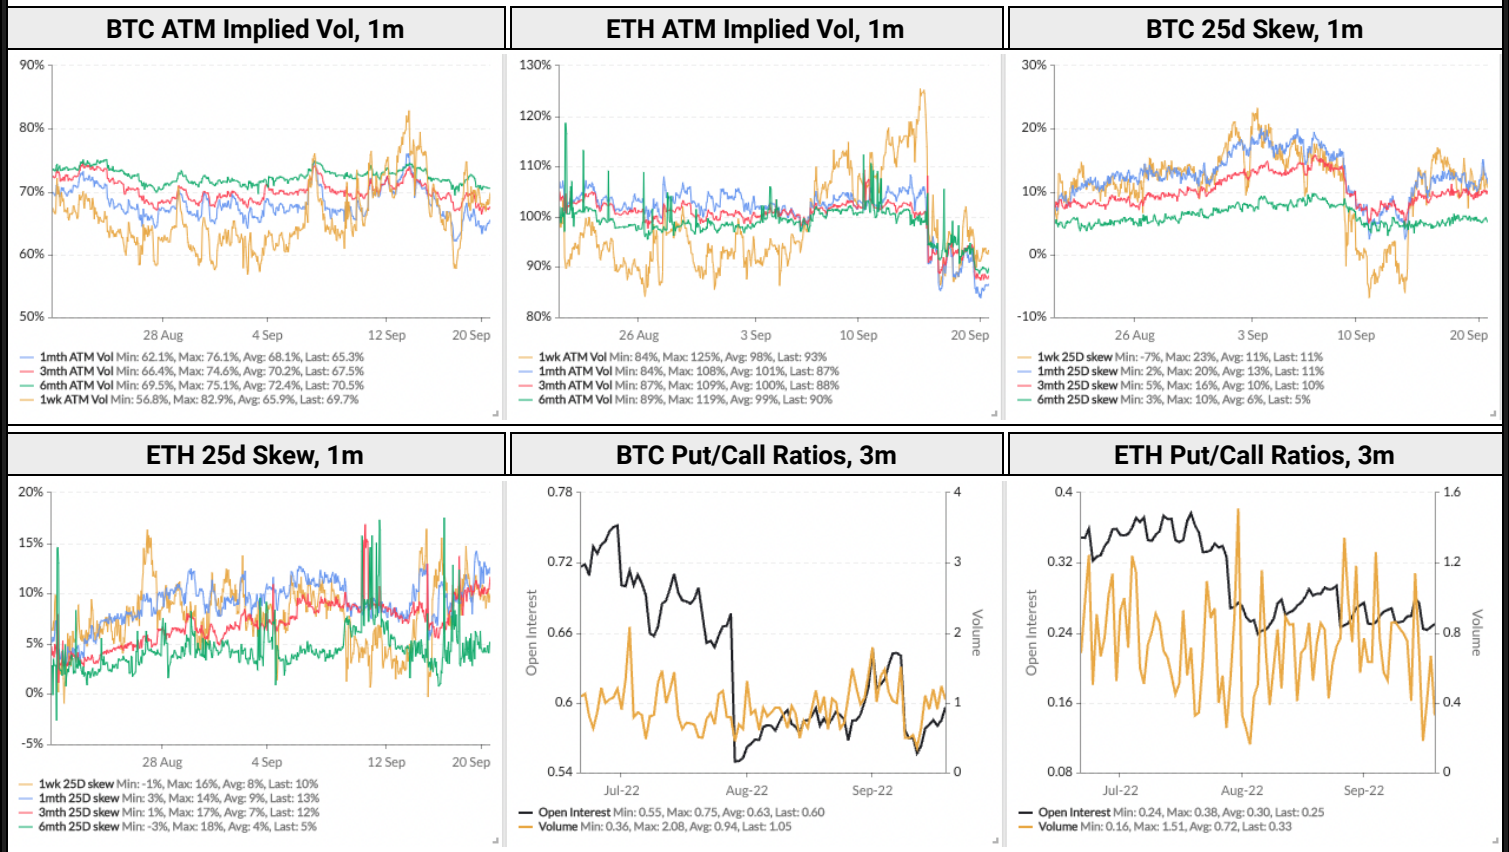 BTC ATM Implied Vol, 1m
90%
80%
70%
60%
50%
28 Aug 4 Sep 12 Sep 20 Sep
1mth ATM Vol Min: 62.1%, Max: 76.1%, Avg: 68.1%, Last: 65.3%
3mth ATM Vol Min: 66.4%, Max: 74.6%, Avg: 70.2%, Last: 67.5%
6mth ATM Vol Min: 69.5%, Max: 75.1%, Avg: 72.4%, Last: 70.5%
1wk ATM Vol Min: 56.8%, Max: 82.9%, Avg: 65.9%, Last: 69.7%
ETH ATM Implied Vol, 1m
130%
120%
110%
100%
90%
80%
26 Aug 3 Sep 10 Sep 20 Sep
1wk ATM Vol Min: 84%, Max: 125%, Avg: 98%, Last: 93%
1mth ATM Vol Min: 84%, Max: 108%, Avg: 101%, Last: 87%
3mth ATM Vol Min: 87%, Max: 109%, Avg: 100%, Last: 88%
6mth ATM Vol Min: 89%, Max: 119%, Avg: 99%, Last: 90%
BTC 25d Skew, 1m
30%
20%
10%
0%
-10%
26 Aug 3 Sep 10 Sep 20 Sep
1wk 25D skew Min: -7%, Max: 23%, Avg: 11%, Last: 11%
1mth 25D skew Min: 2%, Max: 20%, Avg: 13%, Last: 11%
3mth 25D skew Min: 5%, Max: 16%, Avg: 10%, Last: 10%
6mth 25D skew Min: 3%, Max: 10%, Avg: 6%, Last: 5%
ETH 25d Skew, 1m
20%
15%
10%
5%
0%
-5%
28 Aug 4 Sep 12 Sep 20 Sep
1wk 25D skew Min: -1%, Max: 16%, Avg: 8%, Last: 10%
1mth 25D skew Min: 3%, Max: 14%, Avg: 9%, Last: 13%
3mth 25D skew Min: 1%, Max: 17%, Avg: 7%, Last: 12%
6mth 25D skew Min: -3%, Max: 18%, Avg: 4%, Last: 5%
BTC Put/Call Ratios, 3m
0.78 4
0.72 3
0.66 2
0.6 1
0.54 0
Open Interest
Volume
Jul-22 Aug-22 Sep-22
Open Interest Min: 0.55, Max: 0.75, Avg: 0.63, Last: 0.60
Volume Min: 0.36, Max: 2.08, Avg: 0.94, Last: 1.05
ETH Put/Call Ratios, 3m
0.4 1.6
0.32 1.2
0.24 0.8
0.16 0.4
0.08 0
Open Interest
Volume
Jul-22 Aug-22 Sep-22
Open Interest Min: 0.24, Max: 0.38, Avg: 0.30, Last: 0.25
Volume Min: 0.16, Max: 1.51, Avg: 0.72, Last: 0.33